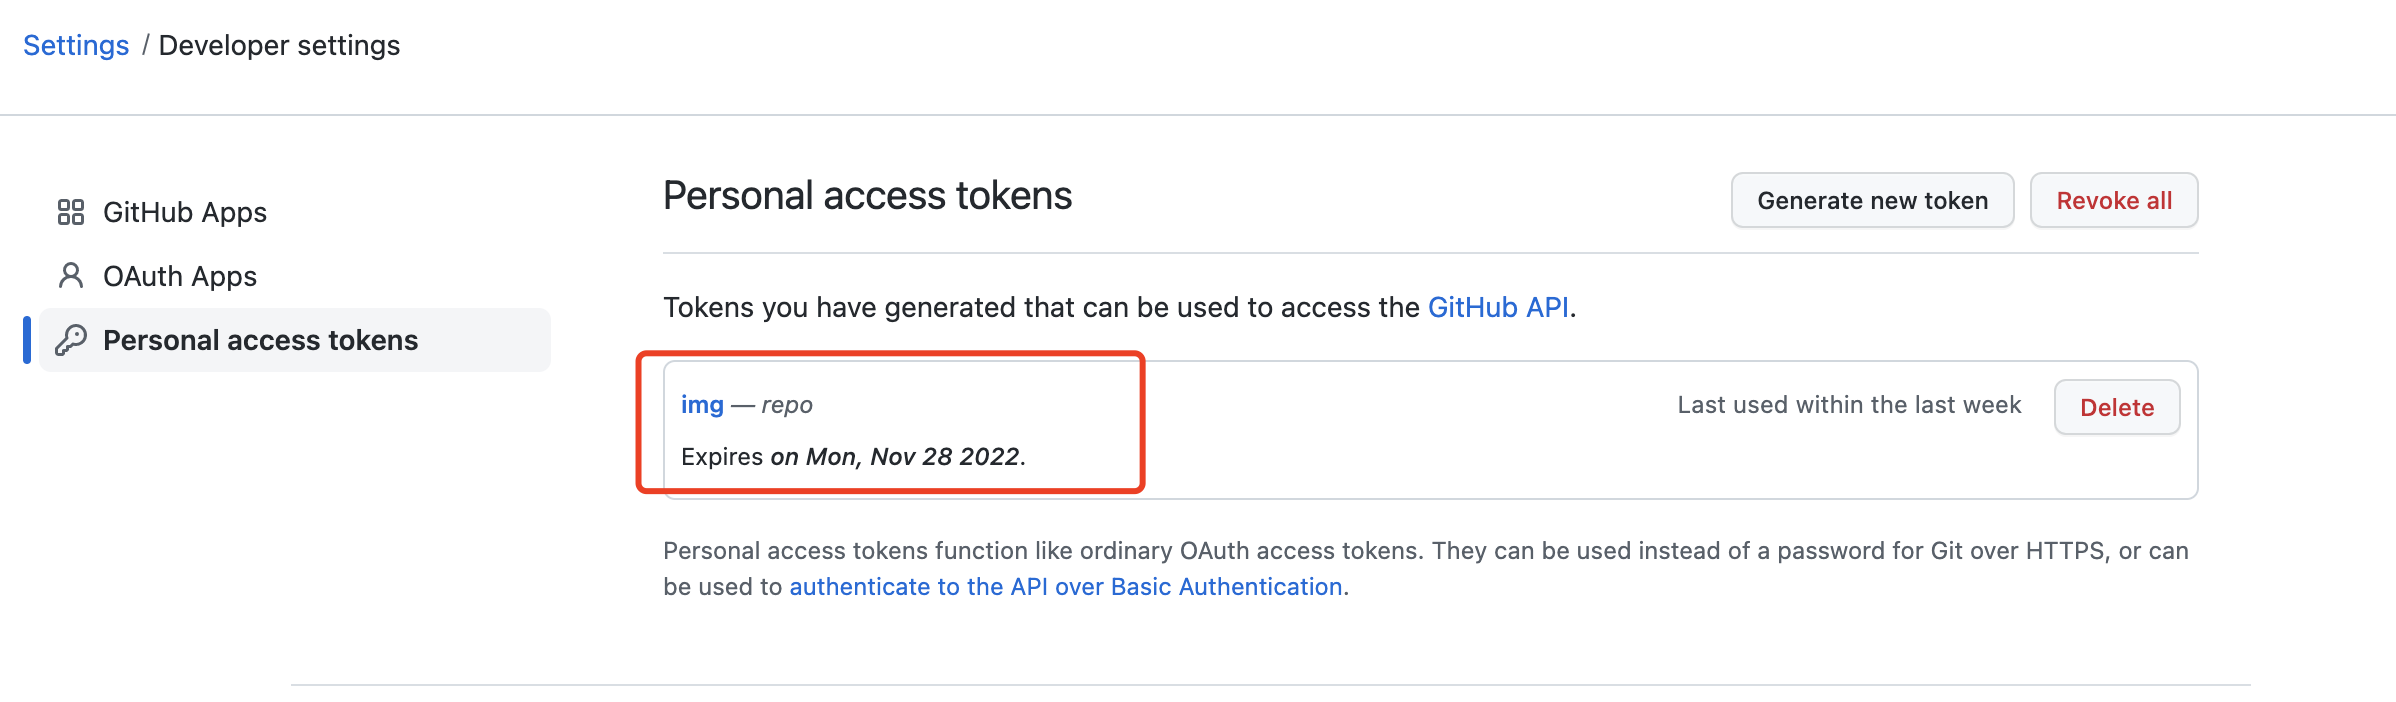 Settings / Developer settings
GitHub Apps
OAuth Apps
Personal access tokens
Personal access tokens
Generate new token
Revoke all
Tokens you have generated that can be used to access the GitHub API.
img — repo
Last used within the last week
Delete
Expires on Mon, Nov 28 2022.
Personal access tokens function like ordinary OAuth access tokens. They can be used instead of a password for Git over HTTPS, or can
be used to authenticate to the API over Basic Authentication.